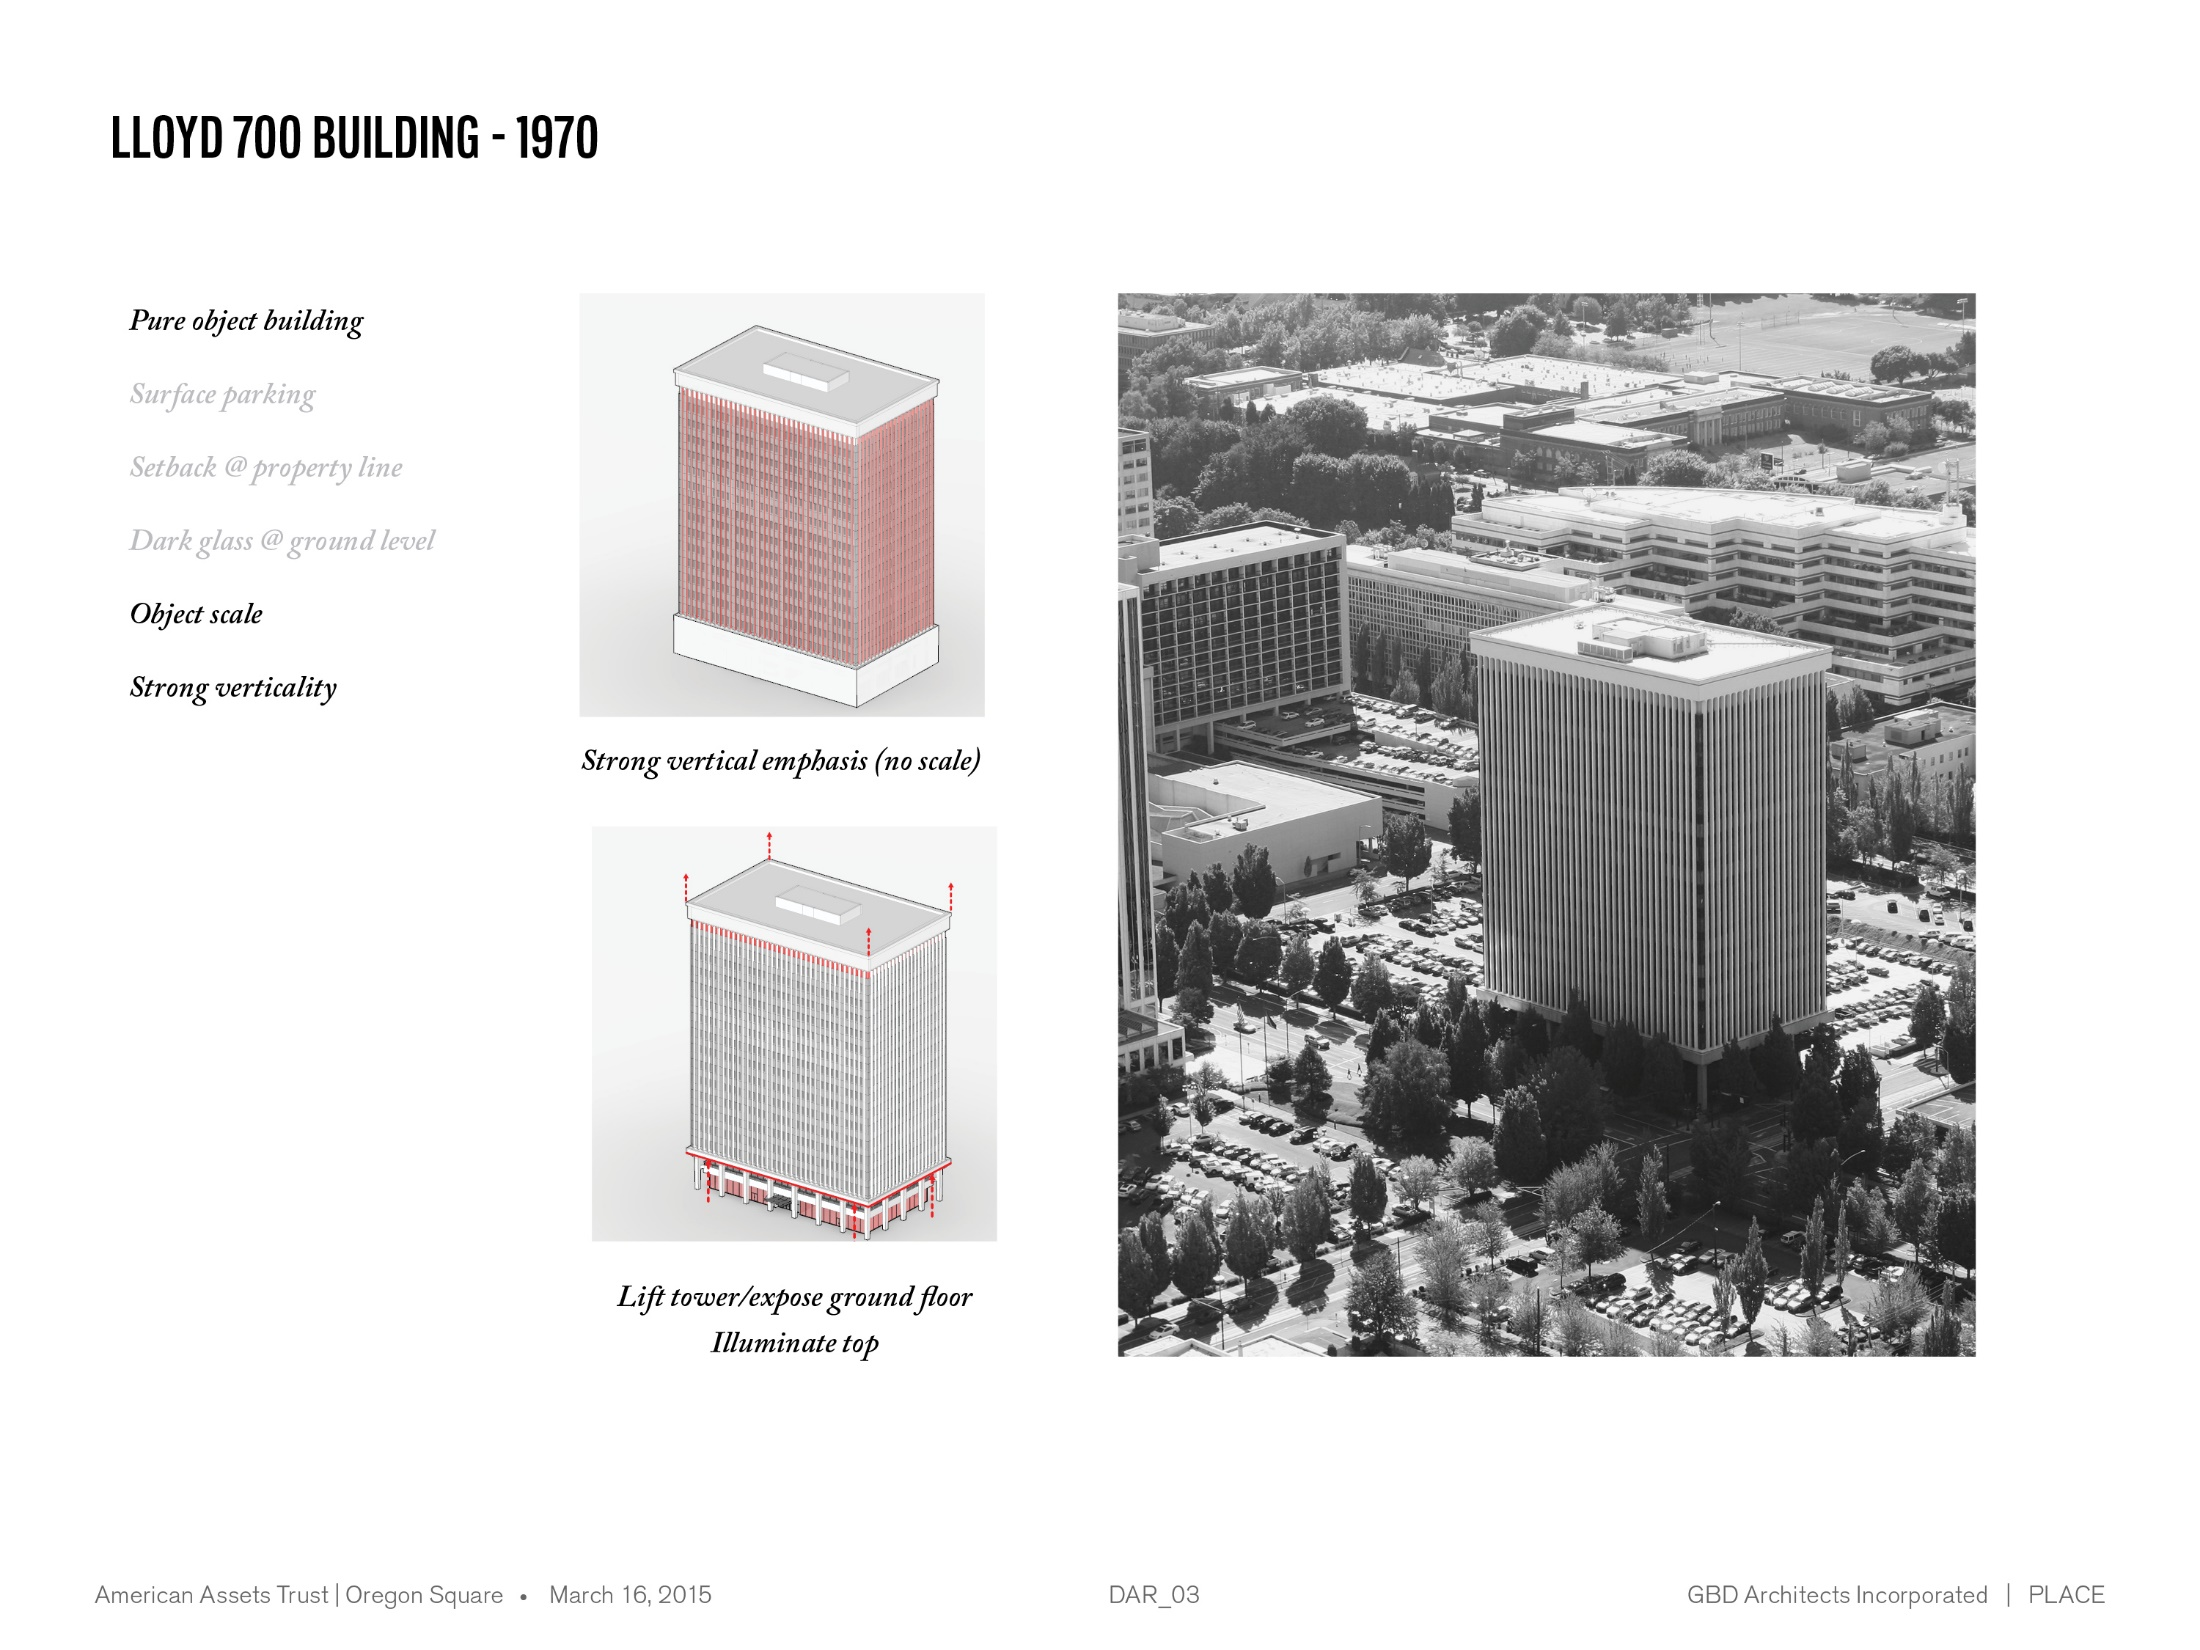 LLOYD 700 BUILDING - 1970
Pure object building
Surface parking
Setback @ property line
Dark glass @ ground level
Object scale
Strong verticality
Strong vertical emphasis (no scale)
Lift tower/expose ground floor
Illuminate top
American Assets Trust | Oregon Square • March 16, 2015
DAR_03
GBD Architects Incorporated | PLACE